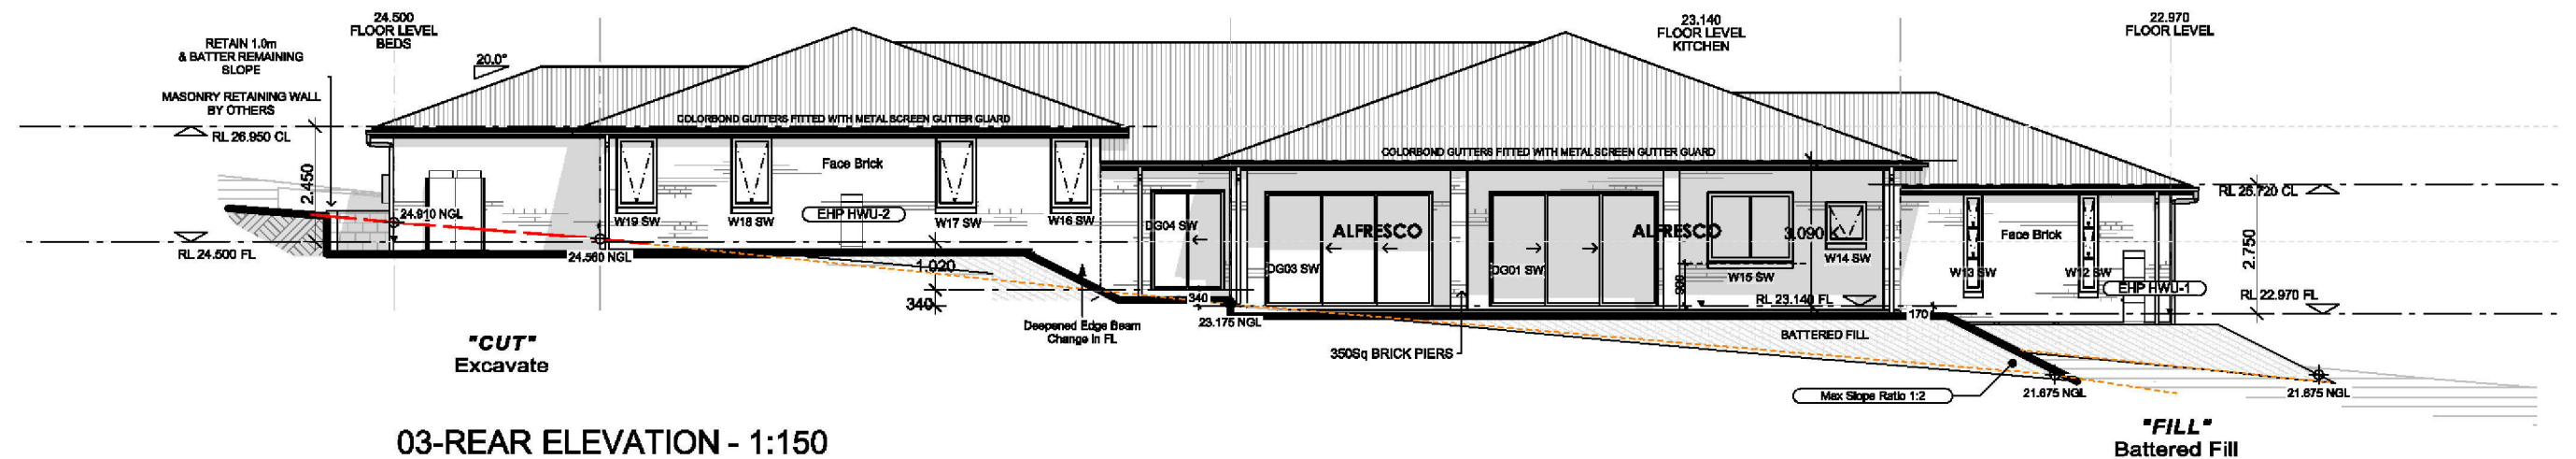 24.500
FLOOR LEVEL
BEDS
23.140
FLOOR LEVEL
KITCHEN
22.970
FLOOR LEVEL
RETAIN 1.0m
& BATTER REMAINING
SLOPE
20.0°
MASONRY RETAINING WALL
BY OTHERS
RL 26.950 CL
COLORBOND GUTTERS FITTED WITH METAL SCREEN GUTTER GUARD
COLORBOND GUTTERS FITTED WITH METAL SCREEN GUTTER GUARD
Face Brick
2.450
RL 25.720 CL
24.910 NGL
EHP HWU-2
W19 SW
W18 SW
W17 SW
W16 SW
DG04 SW
ALFRESCO
ALFRESCO
3.090
Face Brick
2.750
RL 24.500 FL
24.560 NGL
1.020
DG03 SW
DG01 SW
W15 SW
W14 SW
W13 SW
W12 SW
EHP HWU-1
340
340
RL 23.140 FL
RL 22.970 FL
170
23.175 NGL
Deepened Edge Beam
Change in FL
350Sq BRICK PIERS
BATTERED FILL
"CUT"
Excavate
Max Slope Ratio 1:2
21.675 NGL
21.675 NGL
"FILL"
Battered Fill
03-REAR ELEVATION - 1:150